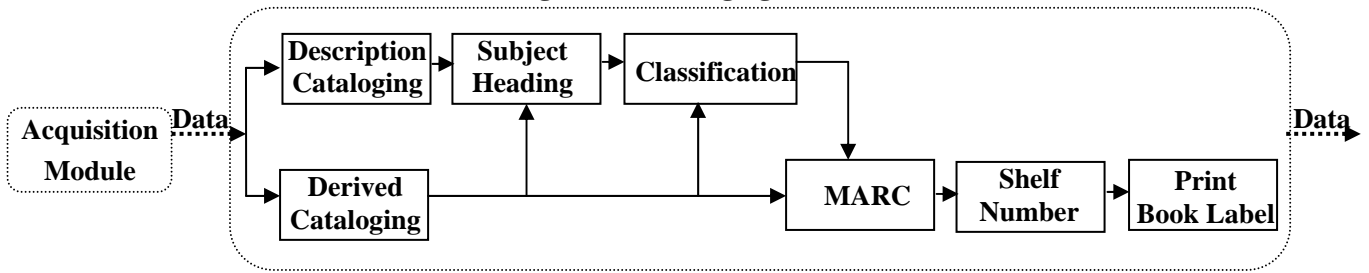 Description
Cataloging
Subject
Heading
Classification
Data
Data
Acquisition
Module
Derived
Cataloging
MARC
Shelf
Number
Print
Book Label